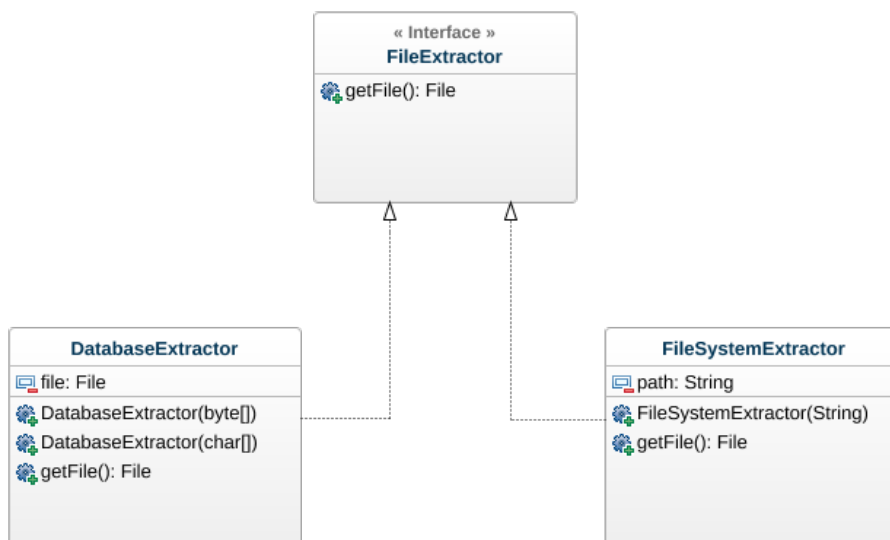 « Interface »
FileExtractor
getFile(): File
DatabaseExtractor
file: File
DatabaseExtractor(byte[])
DatabaseExtractor(char[])
getFile(): File
FileSystemExtractor
path: String
FileSystemExtractor(String)
getFile(): File